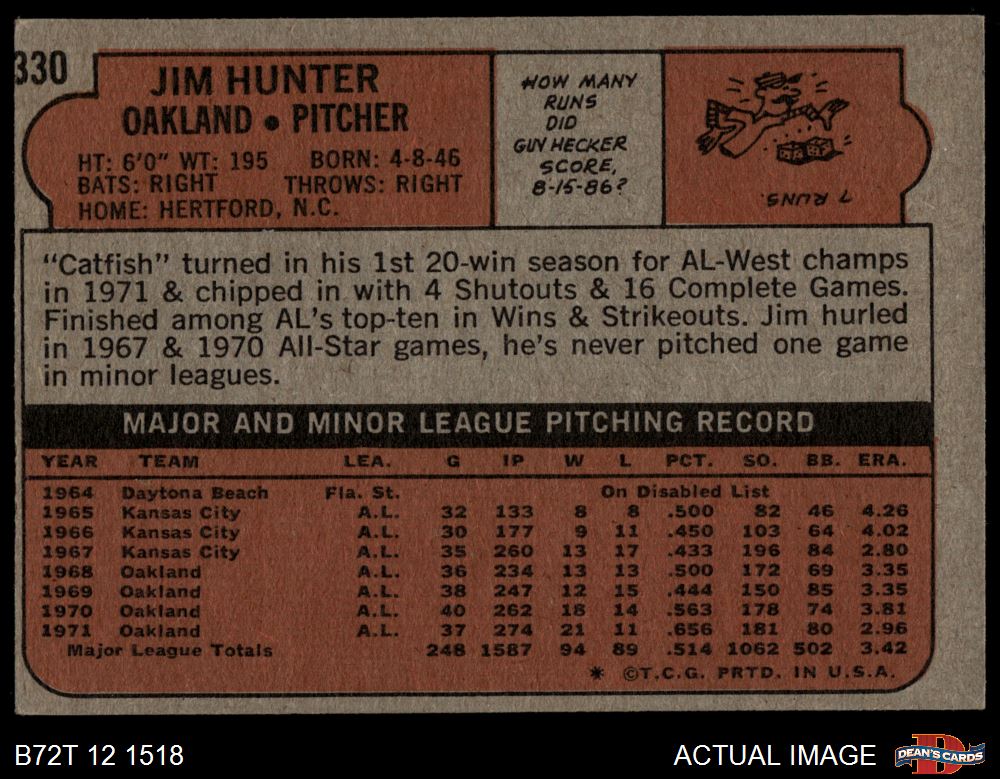 330
JIM HUNTER
OAKLAND • PITCHER
HT: 6'0" WT: 195 BORN: 4-8-46
BATS: RIGHT THROWS: RIGHT
HOME: HERTFORD, N.C.
HOW MANY
RUNS
DID
GUY HECKER
SCORE,
8-15-86?
7 RUNS.
"Catfish" turned in his 1st 20-win season for AL-West champs
in 1971 & chipped in with 4 Shutouts & 16 Complete Games.
Finished among AL's top-ten in Wins & Strikeouts. Jim hurled
in 1967 & 1970 All-Star games, he's never pitched one game
in minor leagues.
MAJOR AND MINOR LEAGUE PITCHING RECORD
YEAR TEAM LEA. G IP W L PCT. SO. BB. ERA.
1964 Daytona Beach Fla. St. On Disabled List
1965 Kansas City A.L. 32 133 8 8 .500 82 46 4.26
1966 Kansas City A.L. 30 177 9 11 .450 103 64 4.02
1967 Kansas City A.L. 35 260 13 17 .433 196 84 2.80
1968 Oakland A.L. 36 234 13 13 .500 172 69 3.35
1969 Oakland A.L. 38 247 12 15 .444 150 85 3.35
1970 Oakland A.L. 40 262 18 14 .563 178 74 3.81
1971 Oakland A.L. 37 274 21 11 .656 181 80 2.96
Major League Totals 248 1587 94 89 .514 1062 502 3.42
* ©T.C.G. PRTD. IN U.S.A.
B72T 12 1518
ACTUAL IMAGE
DEAN'S CARDS